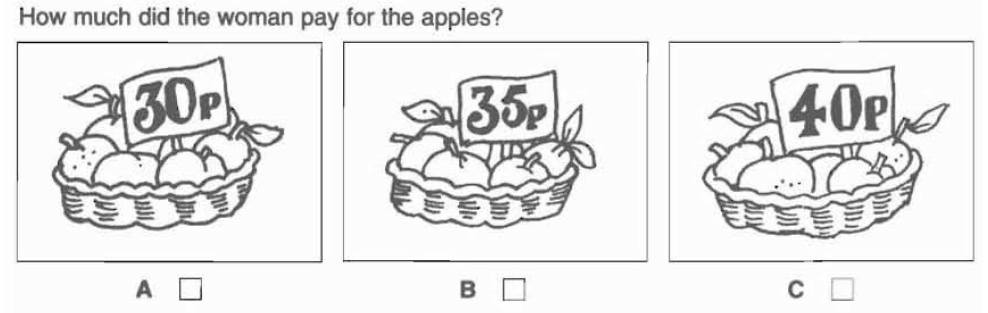 How much did the woman pay for the apples?
30p
35p
40p
A
B
C